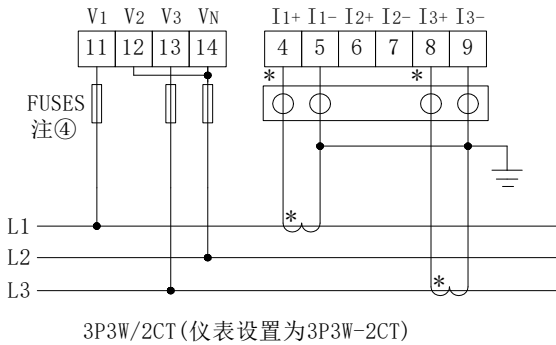 V1 V2 V3 VN I1+ I1- I2+ I2- I3+ I3-
11 12 13 14 4 5 6 7 8 9
* *
FUSES
注④
L1 *
L2
L3 *
3P3W/2CT(仪表设置为3P3W-2CT)